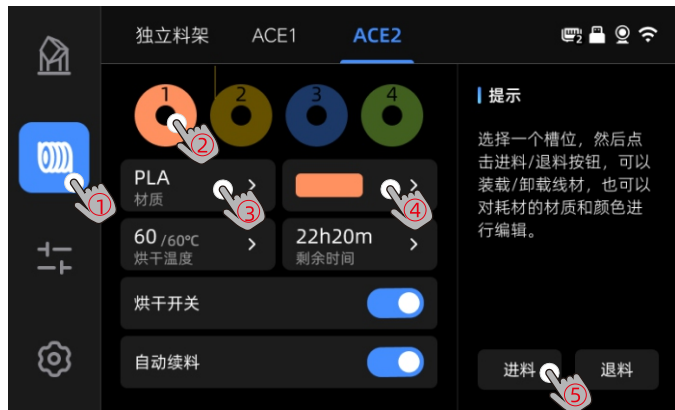 独立料架 ACE1 ACE2
2
1 2 3 4
②
PLA
材质
①
③
④
60 /60℃
烘干温度
22h20m
剩余时间
烘干开关
自动续料
提示
选择一个槽位，然后点
击进料/退料按钮，可以
装载/卸载线材，也可以
对耗材的材质和颜色进
行编辑。
进料 退料
⑤